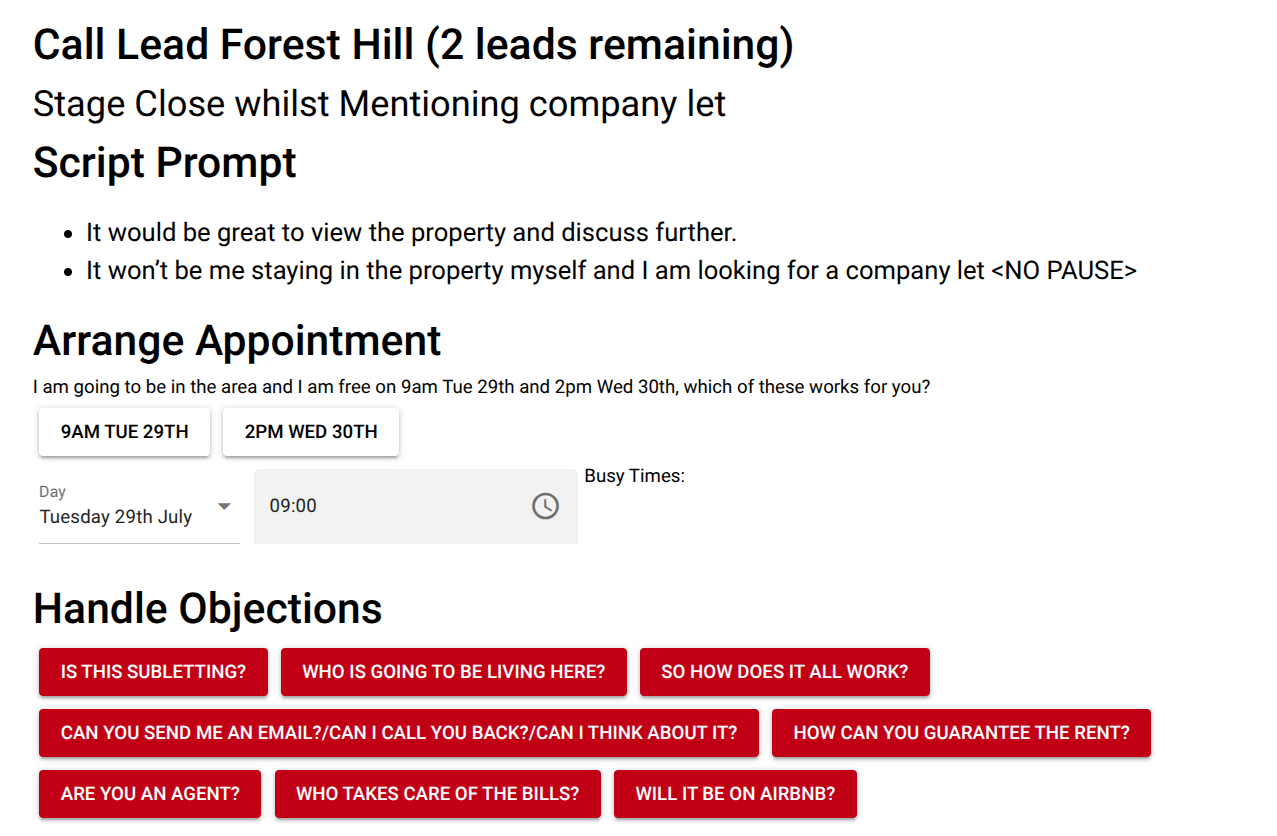 Call Lead Forest Hill (2 leads remaining)
Stage Close whilst Mentioning company let
Script Prompt
It would be great to view the property and discuss further.
It won’t be me staying in the property myself and I am looking for a company let <NO PAUSE>
Arrange Appointment
I am going to be in the area and I am free on 9am Tue 29th and 2pm Wed 30th, which of these works for you?
9AM TUE 29TH 2PM WED 30TH
Busy Times:
Day
Tuesday 29th July 09:00
Handle Objections
IS THIS SUBLETTING? WHO IS GOING TO BE LIVING HERE? SO HOW DOES IT ALL WORK?
CAN YOU SEND ME AN EMAIL?/CAN I CALL YOU BACK?/CAN I THINK ABOUT IT? HOW CAN YOU GUARANTEE THE RENT?
ARE YOU AN AGENT? WHO TAKES CARE OF THE BILLS? WILL IT BE ON AIRBNB?